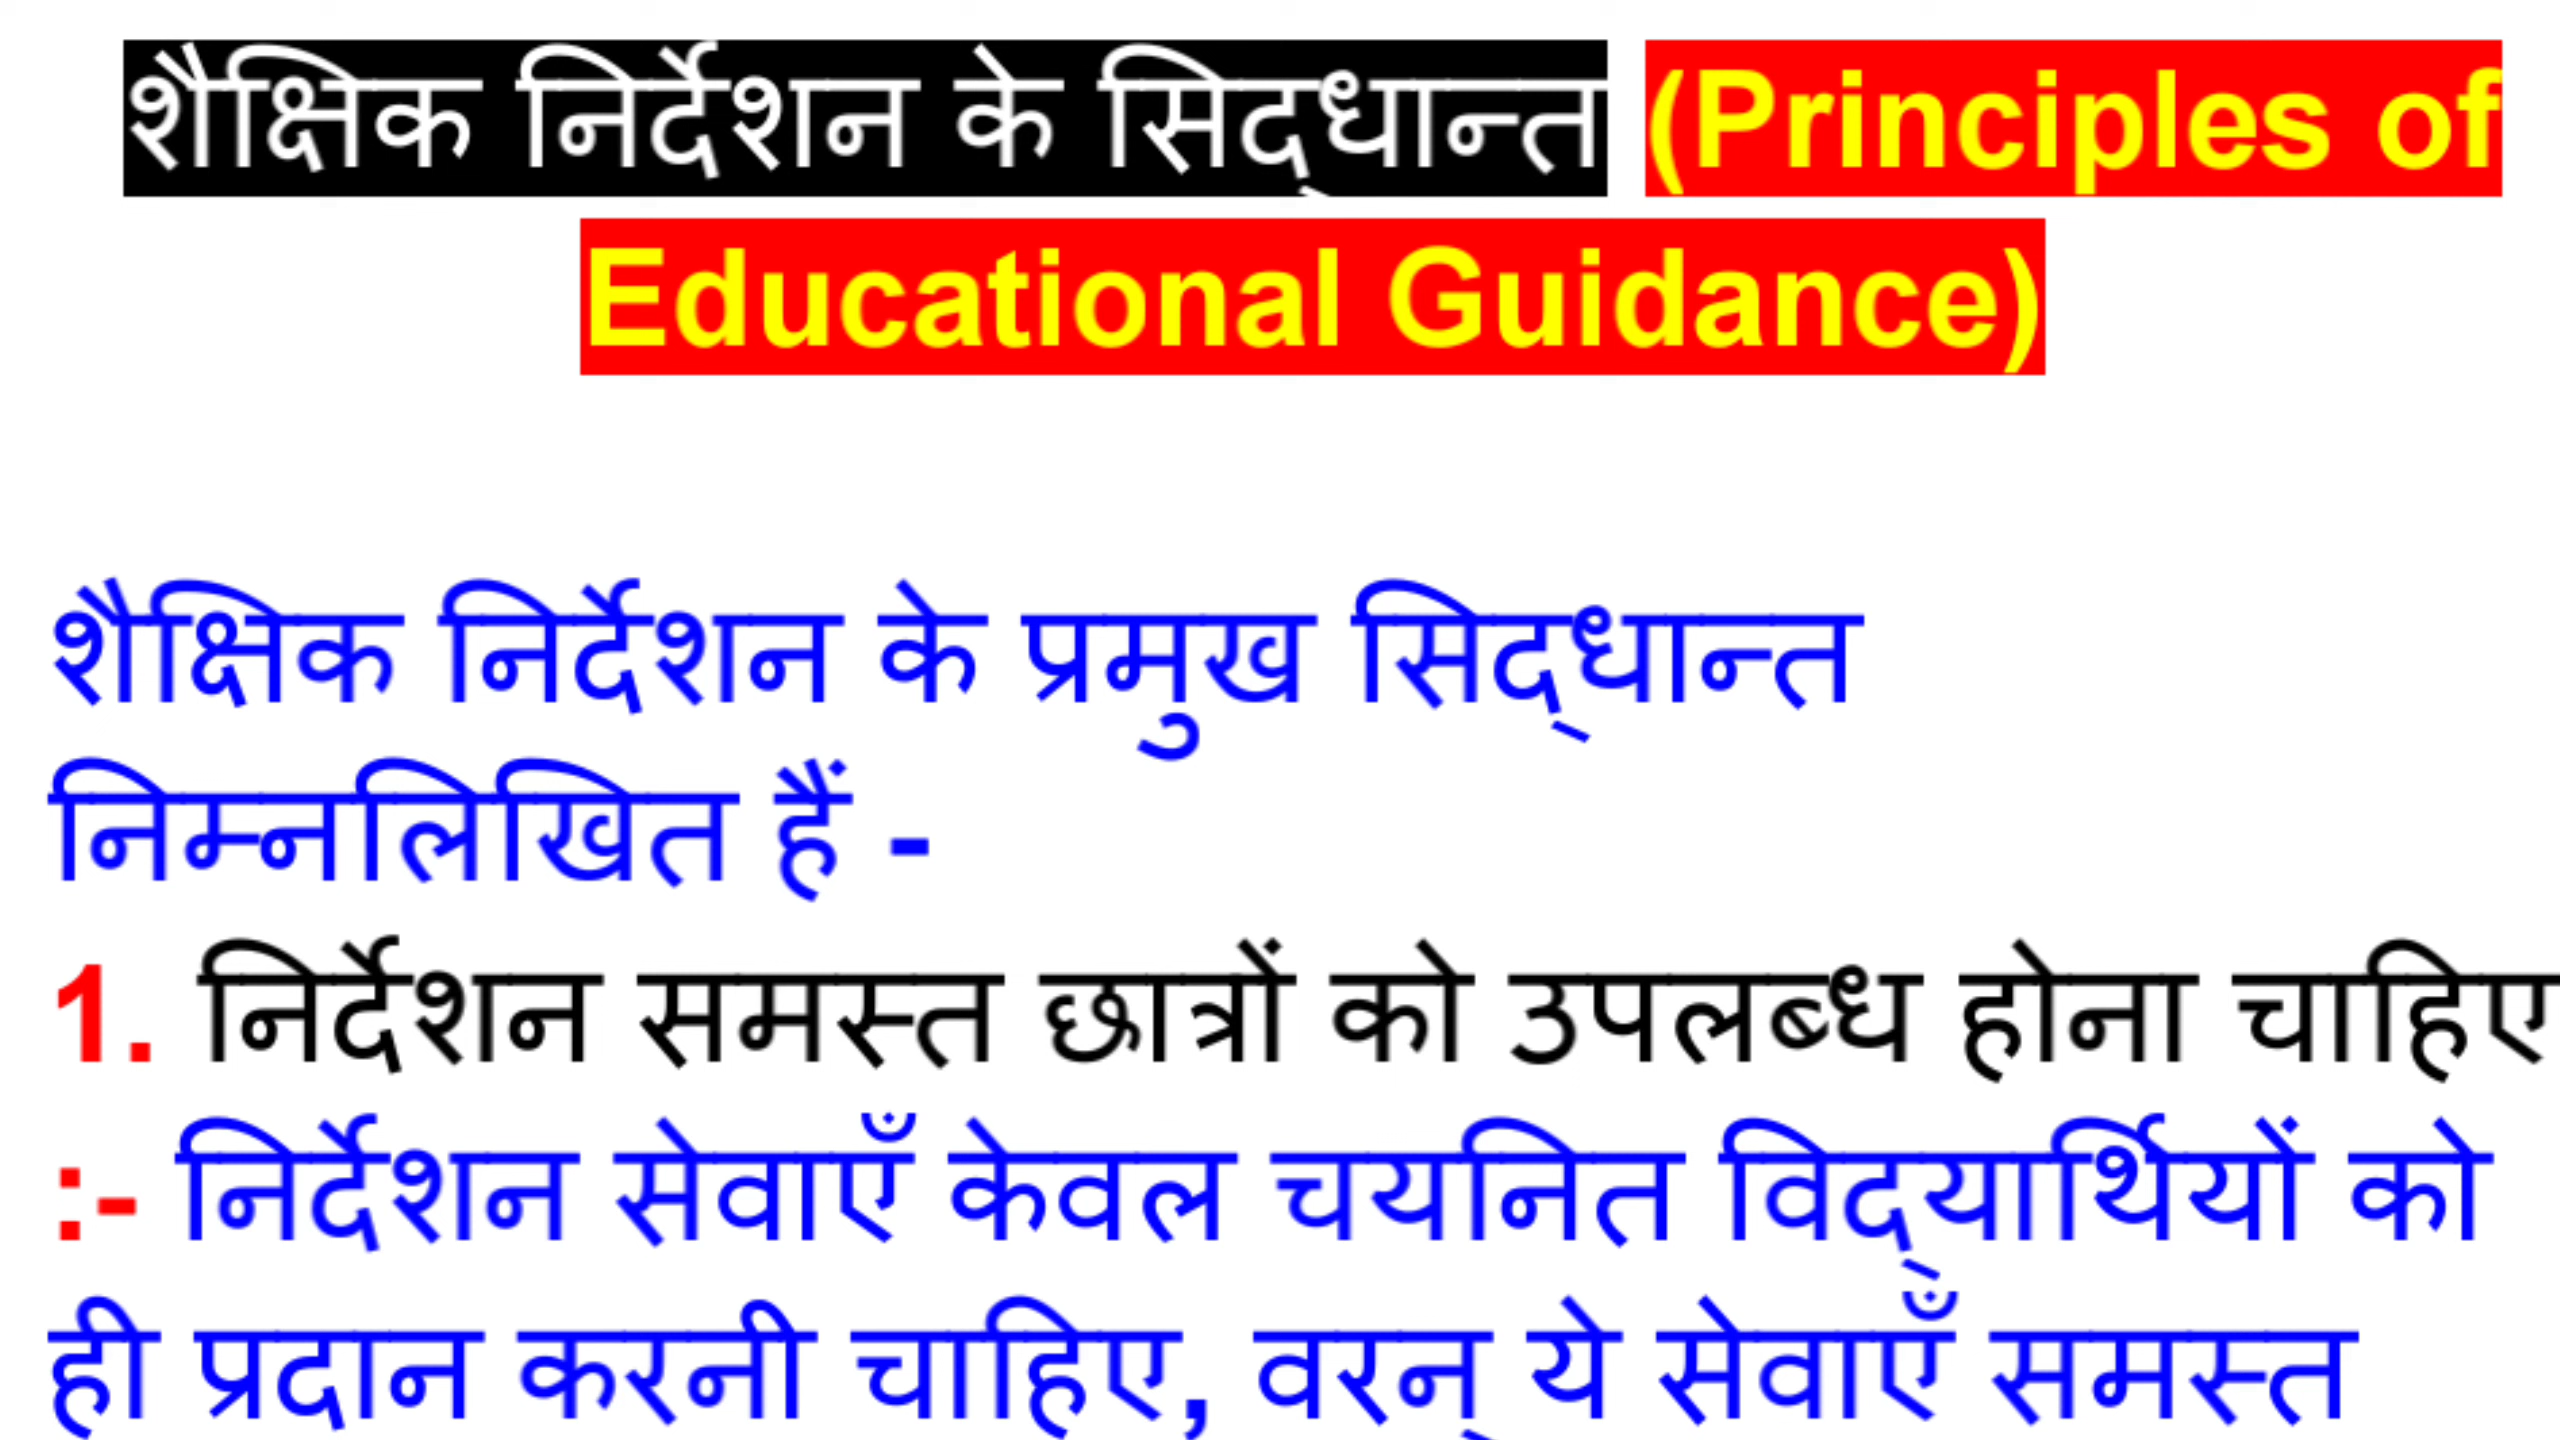 शैक्षिक निर्देशन के सिद्धान्त (Principles of
Educational Guidance)
शैक्षिक निर्देशन के प्रमुख सिद्धान्त
निम्नलिखित हैं -
1. निर्देशन समस्त छात्रों को उपलब्ध होना चाहिए
:- निर्देशन सेवाएँ केवल चयनित विद्यार्थियों को
ही प्रदान करनी चाहिए, वरन् ये सेवाएँ समस्त